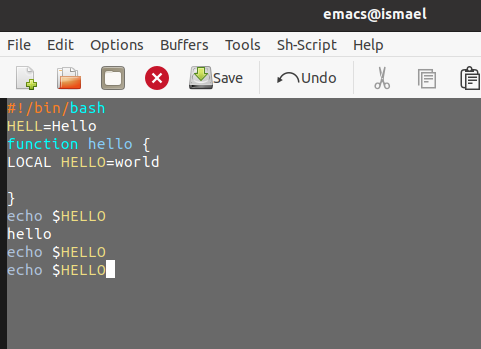 emacs@ismael
File Edit Options Buffers Tools Sh-Script Help
Save Undo
#!/bin/bash
HELL=Hello
function hello {
LOCAL HELLO=world
}
echo $HELLO
hello
echo $HELLO
echo $HELLO